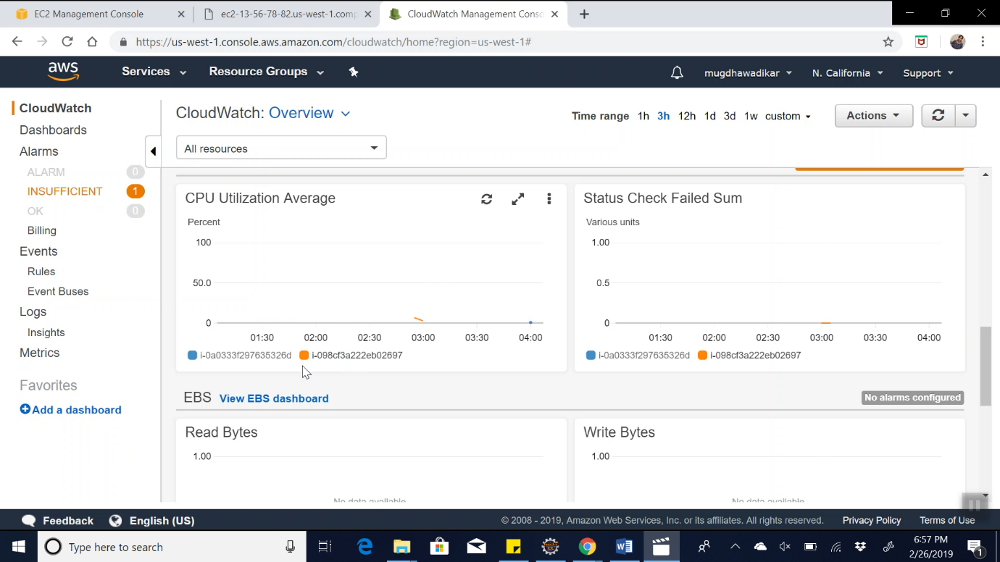 EC2 Management Console
ec2-13-56-78-82.us-west-1.comp
CloudWatch Management Conso
https://us-west-1.console.aws.amazon.com/cloudwatch/home?region=us-west-1#
aws
Services
Resource Groups
mugdhawadikar
N. California
Support
CloudWatch
Dashboards
Alarms
ALARM 0
INSUFFICIENT 1
OK 0
Billing
Events
Rules
Event Buses
Logs
Insights
Metrics
Favorites
Add a dashboard
CloudWatch: Overview
Time range 1h 3h 12h 1d 3d 1w custom
Actions
All resources
CPU Utilization Average
Percent
100
50.0
0
01:30 02:00 02:30 03:00 03:30 04:00
i-0a0333f297635326d i-098cf3a222eb02697
Status Check Failed Sum
Various units
1.00
0.5
0
01:30 02:00 02:30 03:00 03:30 04:00
i-0a0333f297635326d i-098cf3a222eb02697
EBS View EBS dashboard
No alarms configured
Read Bytes
1.00
No data available
Write Bytes
1.00
No data available
Feedback
English (US)
© 2008 - 2019, Amazon Web Services, Inc. or its affiliates. All rights reserved.
Privacy Policy
Terms of Use
Type here to search
6:57 PM
2/26/2019
1